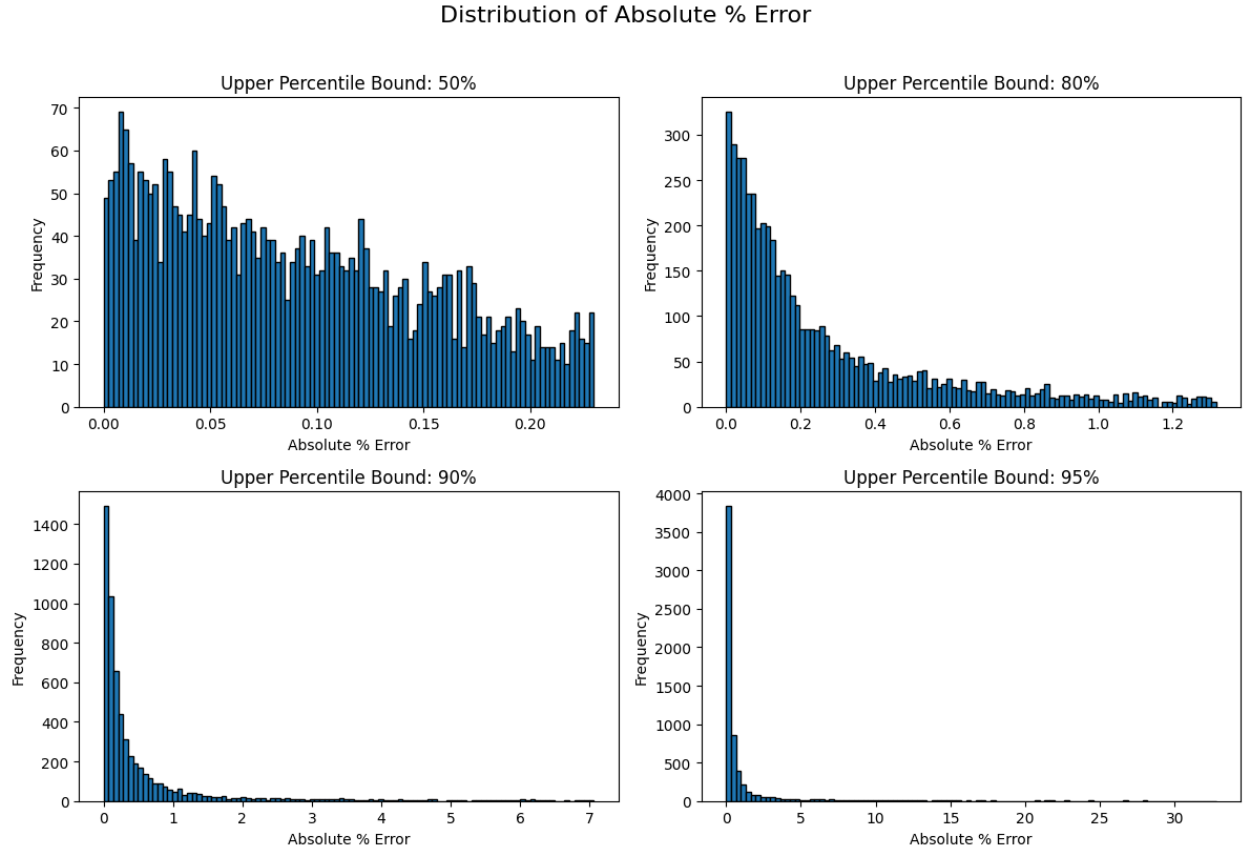 Distribution of Absolute % Error
Upper Percentile Bound: 50%
70
60
50
40
30
20
10
0
Frequency
0.00 0.05 0.10 0.15 0.20
Absolute % Error
Upper Percentile Bound: 80%
300
250
200
150
100
50
0
Frequency
0.0 0.2 0.4 0.6 0.8 1.0 1.2
Absolute % Error
Upper Percentile Bound: 90%
1400
1200
1000
800
600
400
200
0
Frequency
0 1 2 3 4 5 6 7
Absolute % Error
Upper Percentile Bound: 95%
4000
3500
3000
2500
2000
1500
1000
500
0
Frequency
0 5 10 15 20 25 30
Absolute % Error